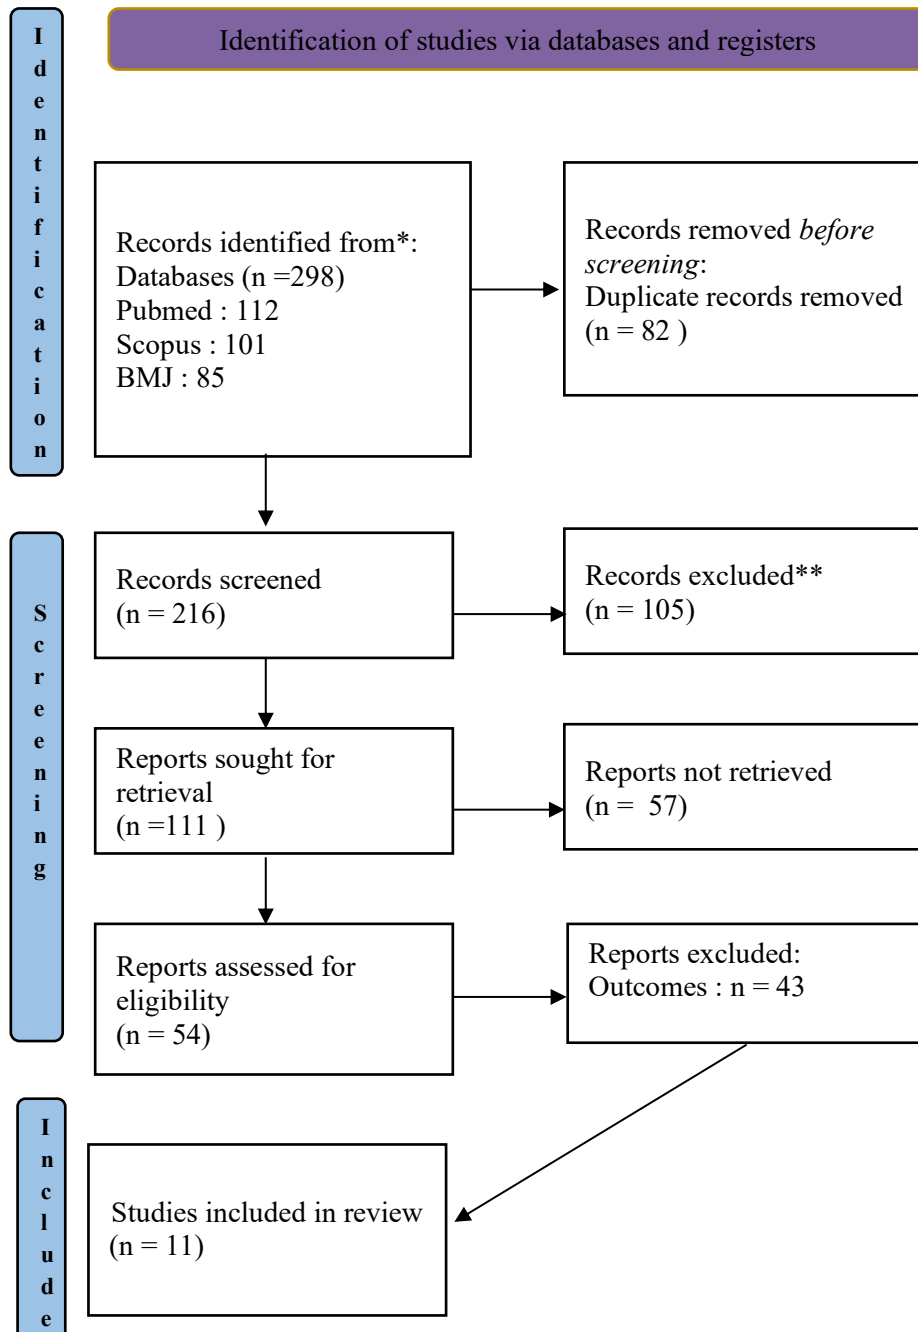 Identification of studies via databases and registers
Identification
Records identified from*:
Databases (n =298)
Pubmed : 112
Scopus : 101
BMJ : 85
Records removed before
screening:
Duplicate records removed
(n = 82 )
Screening
Records screened
(n = 216)
Records excluded**
(n = 105)
Reports sought for
retrieval
(n =111 )
Reports not retrieved
(n =  57)
Reports assessed for
eligibility
(n = 54)
Reports excluded:
Outcomes : n = 43
Include
Studies included in review
(n = 11)